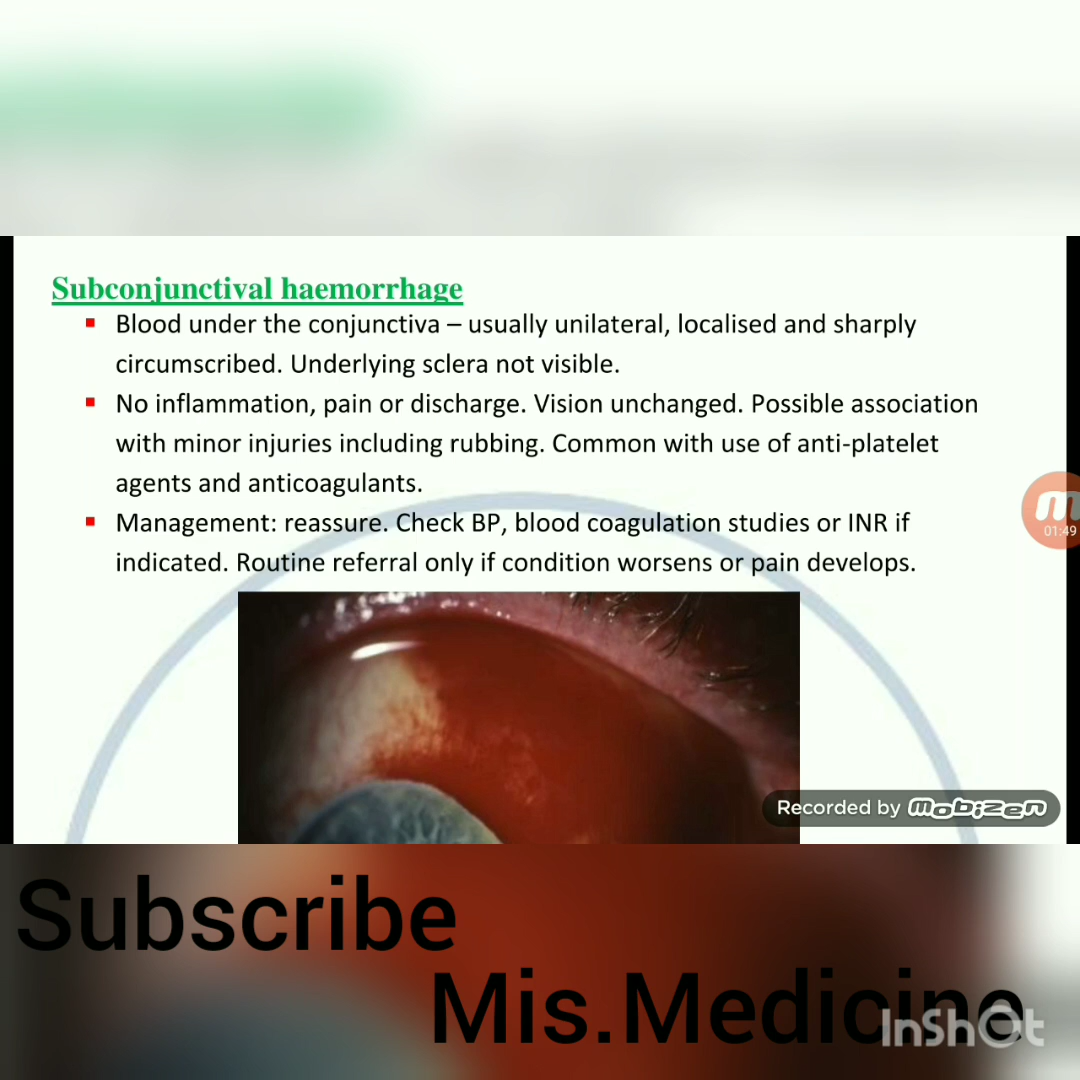 Subconjunctival haemorrhage
Blood under the conjunctiva – usually unilateral, localised and sharply
circumscribed. Underlying sclera not visible.
No inflammation, pain or discharge. Vision unchanged. Possible association
with minor injuries including rubbing. Common with use of anti-platelet
agents and anticoagulants.
Management: reassure. Check BP, blood coagulation studies or INR if
indicated. Routine referral only if condition worsens or pain develops.
m
01:49
Recorded by mobizen
Subscribe
Mis.Medicine
InShOt